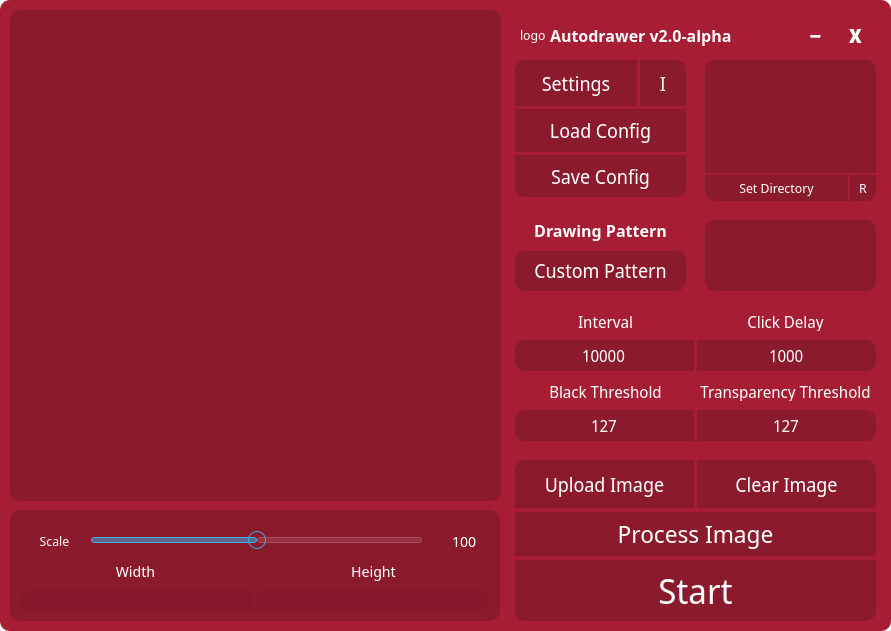 logo Autodrawer v2.0-alpha − X
Settings I
Load Config
Save Config
Set Directory R
Drawing Pattern
Custom Pattern
Interval Click Delay
10000 1000
Black Threshold Transparency Threshold
127 127
Upload Image Clear Image
Process Image
Start
Scale 100
Width Height